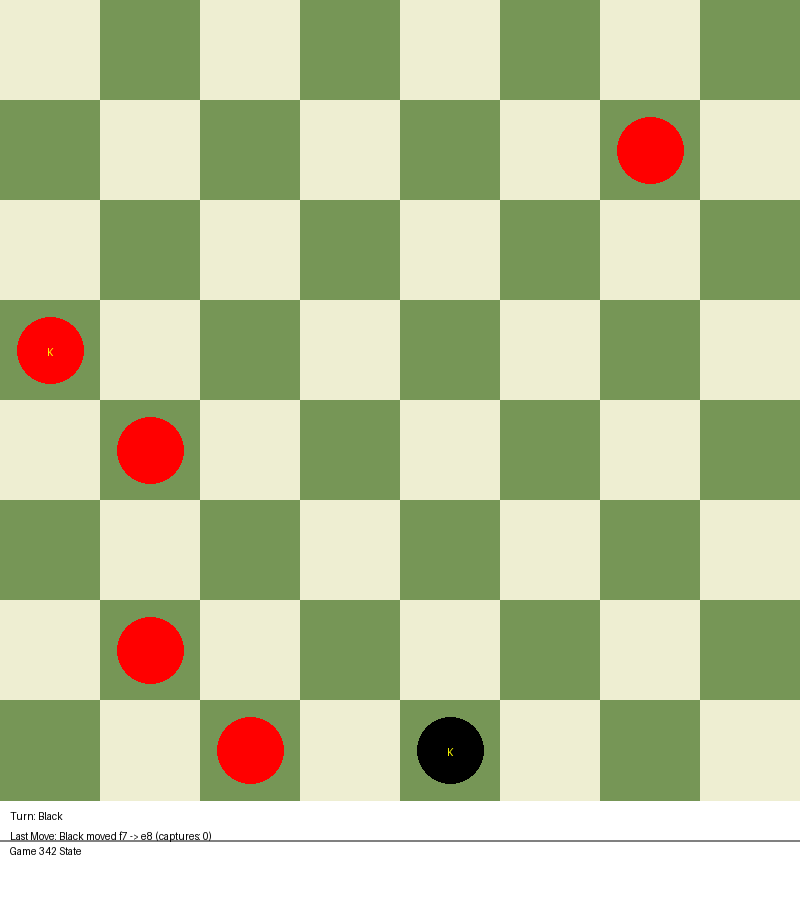 K
K
Turn: Black
Last Move: Black moved f7 -> e8 (captures: 0)
Game 342 State